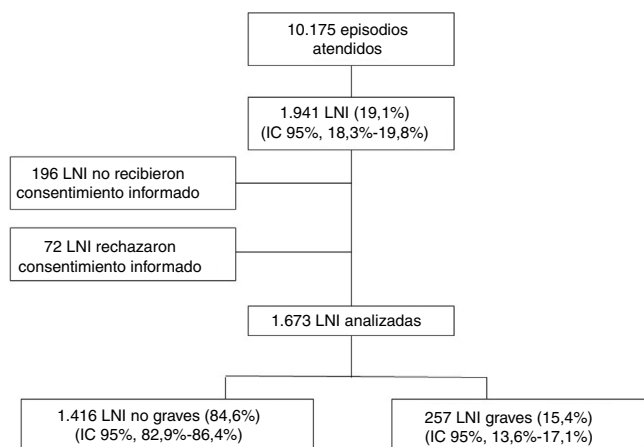 10.175 episodios
atendidos
1.941 LNI (19,1%)
(IC 95%, 18,3%-19,8%)
196 LNI no recibieron
consentimiento informado
72 LNI rechazaron
consentimiento informado
1.673 LNI analizadas
1.416 LNI no graves (84,6%)
(IC 95%, 82,9%-86,4%)
257 LNI graves (15,4%)
(IC 95%, 13,6%-17,1%)